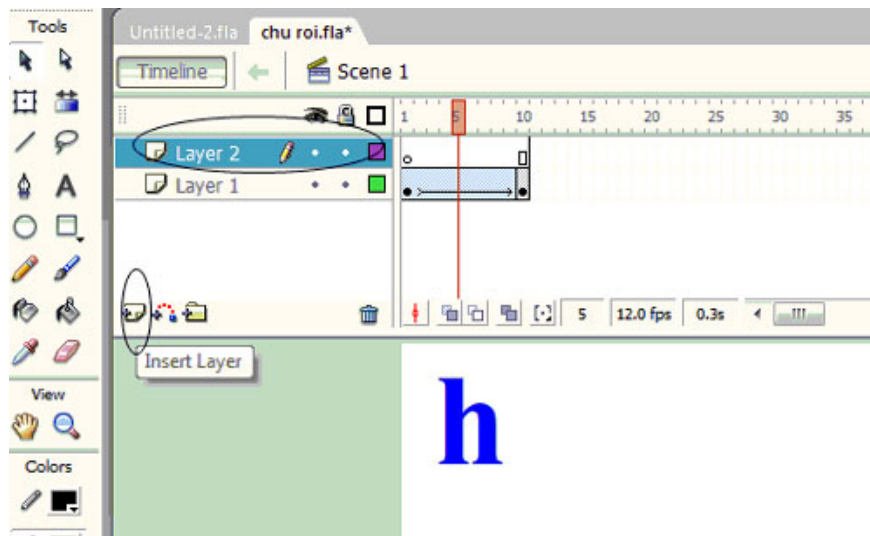 Tools
Untitled-2.fla chu roi.fla*
Timeline Scene 1
1 5 10 15 20 25 30 35
Layer 2
Layer 1
A
5 12.0 fps 0.3s
Insert Layer
View
Colors
h